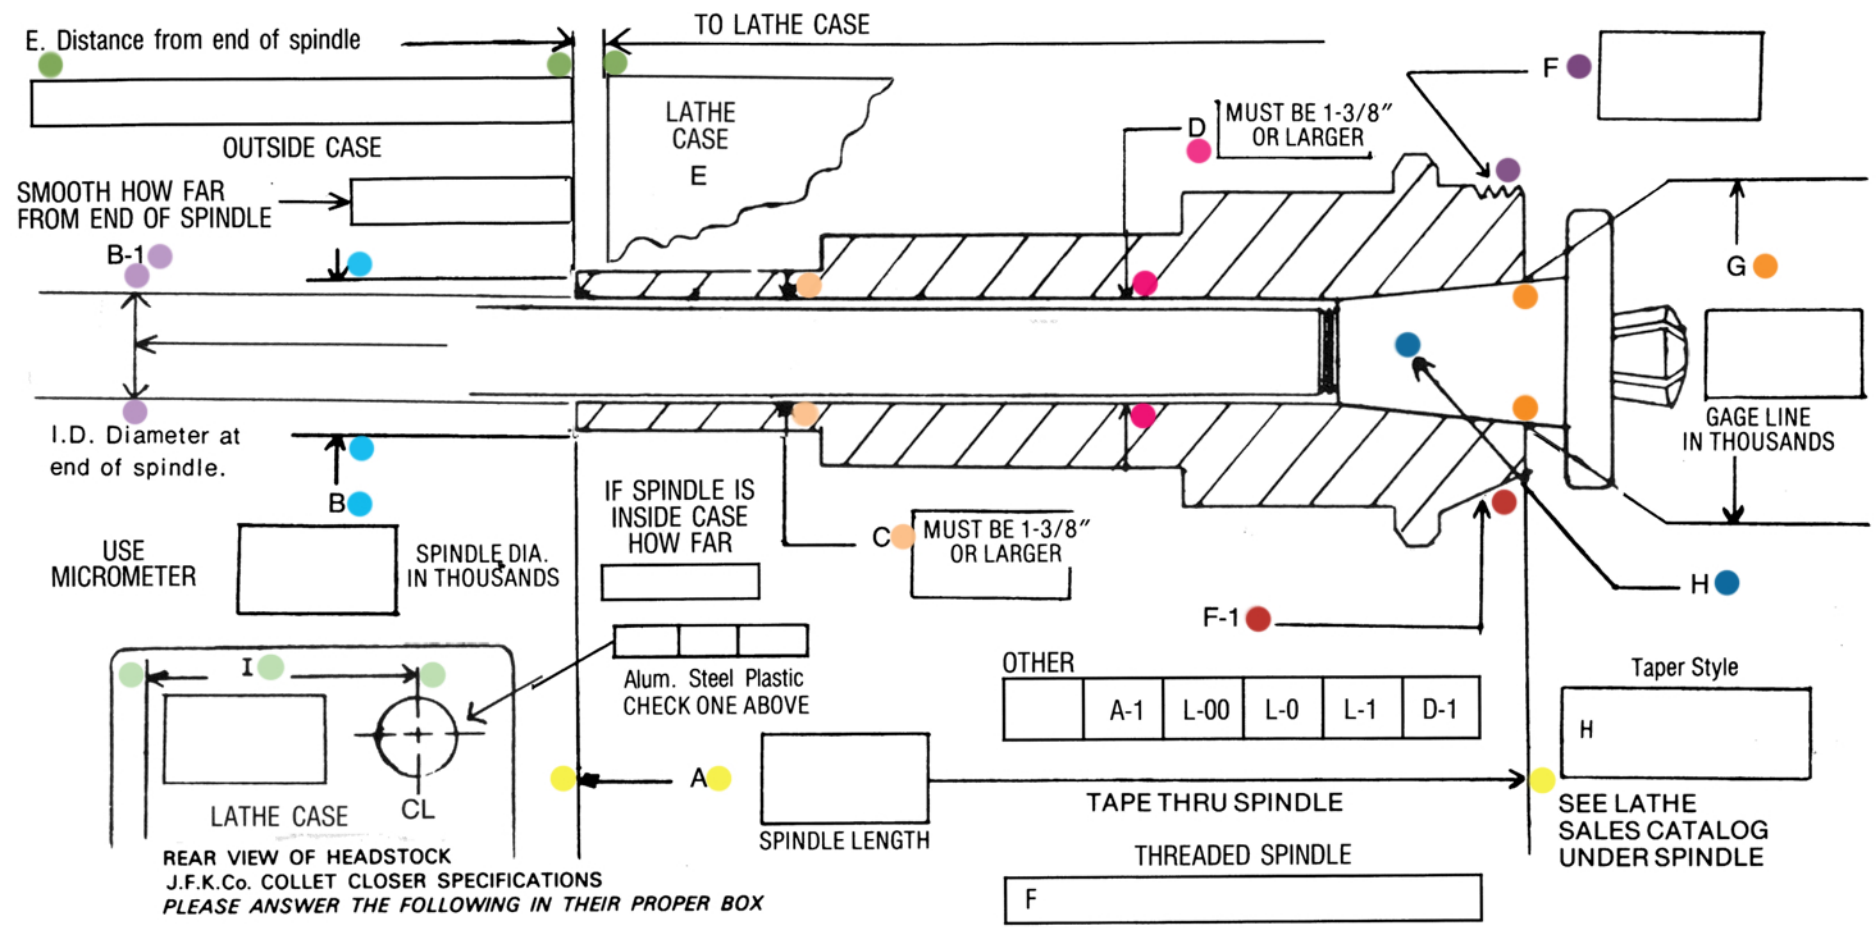 TO LATHE CASE
E. Distance from end of spindle
F
LATHE
CASE
E
D
MUST BE 1-3/8"
OR LARGER
OUTSIDE CASE
SMOOTH HOW FAR
FROM END OF SPINDLE
B-1
G
I.D. Diameter at
end of spindle.
GAGE LINE
IN THOUSANDS
B
IF SPINDLE IS
INSIDE CASE
HOW FAR
C
MUST BE 1-3/8"
OR LARGER
USE
MICROMETER
SPINDLE DIA.
IN THOUSANDS
H
F-1
I
Alum. Steel Plastic
CHECK ONE ABOVE
OTHER
A-1 L-00 L-0 L-1 D-1
Taper Style
H
A
LATHE CASE
CL
SPINDLE LENGTH
TAPE THRU SPINDLE
SEE LATHE
SALES CATALOG
UNDER SPINDLE
THREADED SPINDLE
F
REAR VIEW OF HEADSTOCK
J.F.K.Co. COLLET CLOSER SPECIFICATIONS
PLEASE ANSWER THE FOLLOWING IN THEIR PROPER BOX